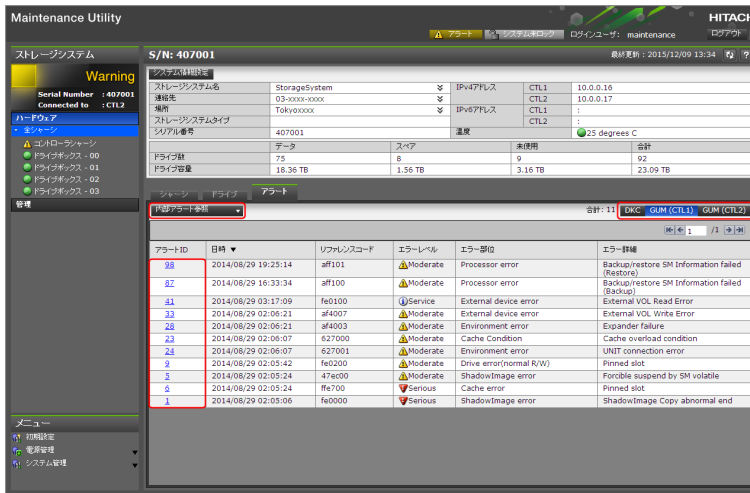 Maintenance Utility
HITACH
アラート
システム未ロック
ログインユーザ: maintenance
ログアウト
ストレージシステム
S/N: 407001
最終更新 : 2015/12/09 13:34
Warning
Serial Number : 407001
Connected to : CTL2
ハードウェア
全シャーシ
コントローラシャーシ
ドライブボックス - 00
ドライブボックス - 01
ドライブボックス - 02
ドライブボックス - 03
管理
システム情報設定
ストレージシステム名 StorageSystem IPv4アドレス CTL1 10.0.0.16
連絡先 03-xxxx-xxxx CTL2 10.0.0.17
場所 Tokyoxxxx IPv6アドレス CTL1 :
ストレージシステムタイプ CTL2 :
シリアル番号 407001 温度 25 degrees C
データ スペア 未使用 合計
ドライブ数 75 8 9 92
ドライブ容量 18.36 TB 1.56 TB 3.16 TB 23.09 TB
シャーシ ドライブ アラート
内部アラート参照 合計: 11 DKC GUM (CTL1) GUM (CTL2)
1 /1
アラートID 日時 ▼ リファレンスコード エラーレベル エラー部位 エラー詳細
98 2014/08/29 19:25:14 aff101 Moderate Processor error Backup/restore SM Information failed
(Restore)
87 2014/08/29 16:33:34 aff100 Moderate Processor error Backup/restore SM Information failed
(Backup)
41 2014/08/29 03:17:09 fe0100 Service External device error External VOL Read Error
33 2014/08/29 02:06:21 af4007 Moderate External device error External VOL Write Error
28 2014/08/29 02:06:21 af4003 Moderate Environment error Expander failure
23 2014/08/29 02:06:07 627000 Moderate Cache Condition Cache overload condition
24 2014/08/29 02:06:07 627001 Moderate Environment error UNIT connection error
9 2014/08/29 02:05:42 fe0200 Moderate Drive error(normal R/W) Pinned slot
5 2014/08/29 02:05:24 47ec00 Moderate ShadowImage error Forcible suspend by SM volatile
6 2014/08/29 02:05:24 ffe700 Serious Cache error Pinned slot
1 2014/08/29 02:05:06 fe0000 Serious ShadowImage error ShadowImage Copy abnormal end
メニュー
初期設定
電源管理
システム管理